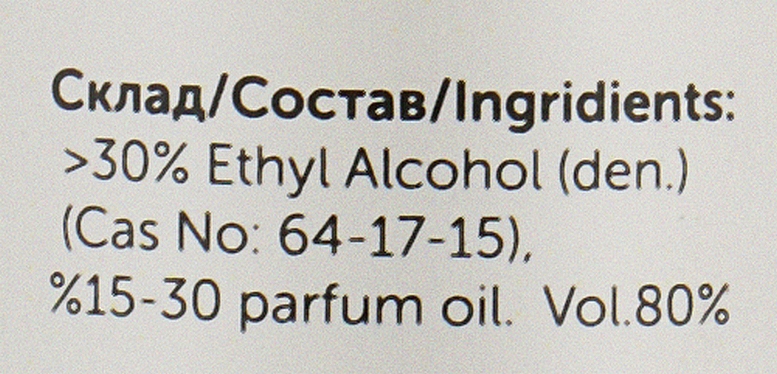 Склад/Состав/Ingridients:
>30% Ethyl Alcohol (den.)
(Cas No: 64-17-15),
%15-30 parfum oil. Vol.80%